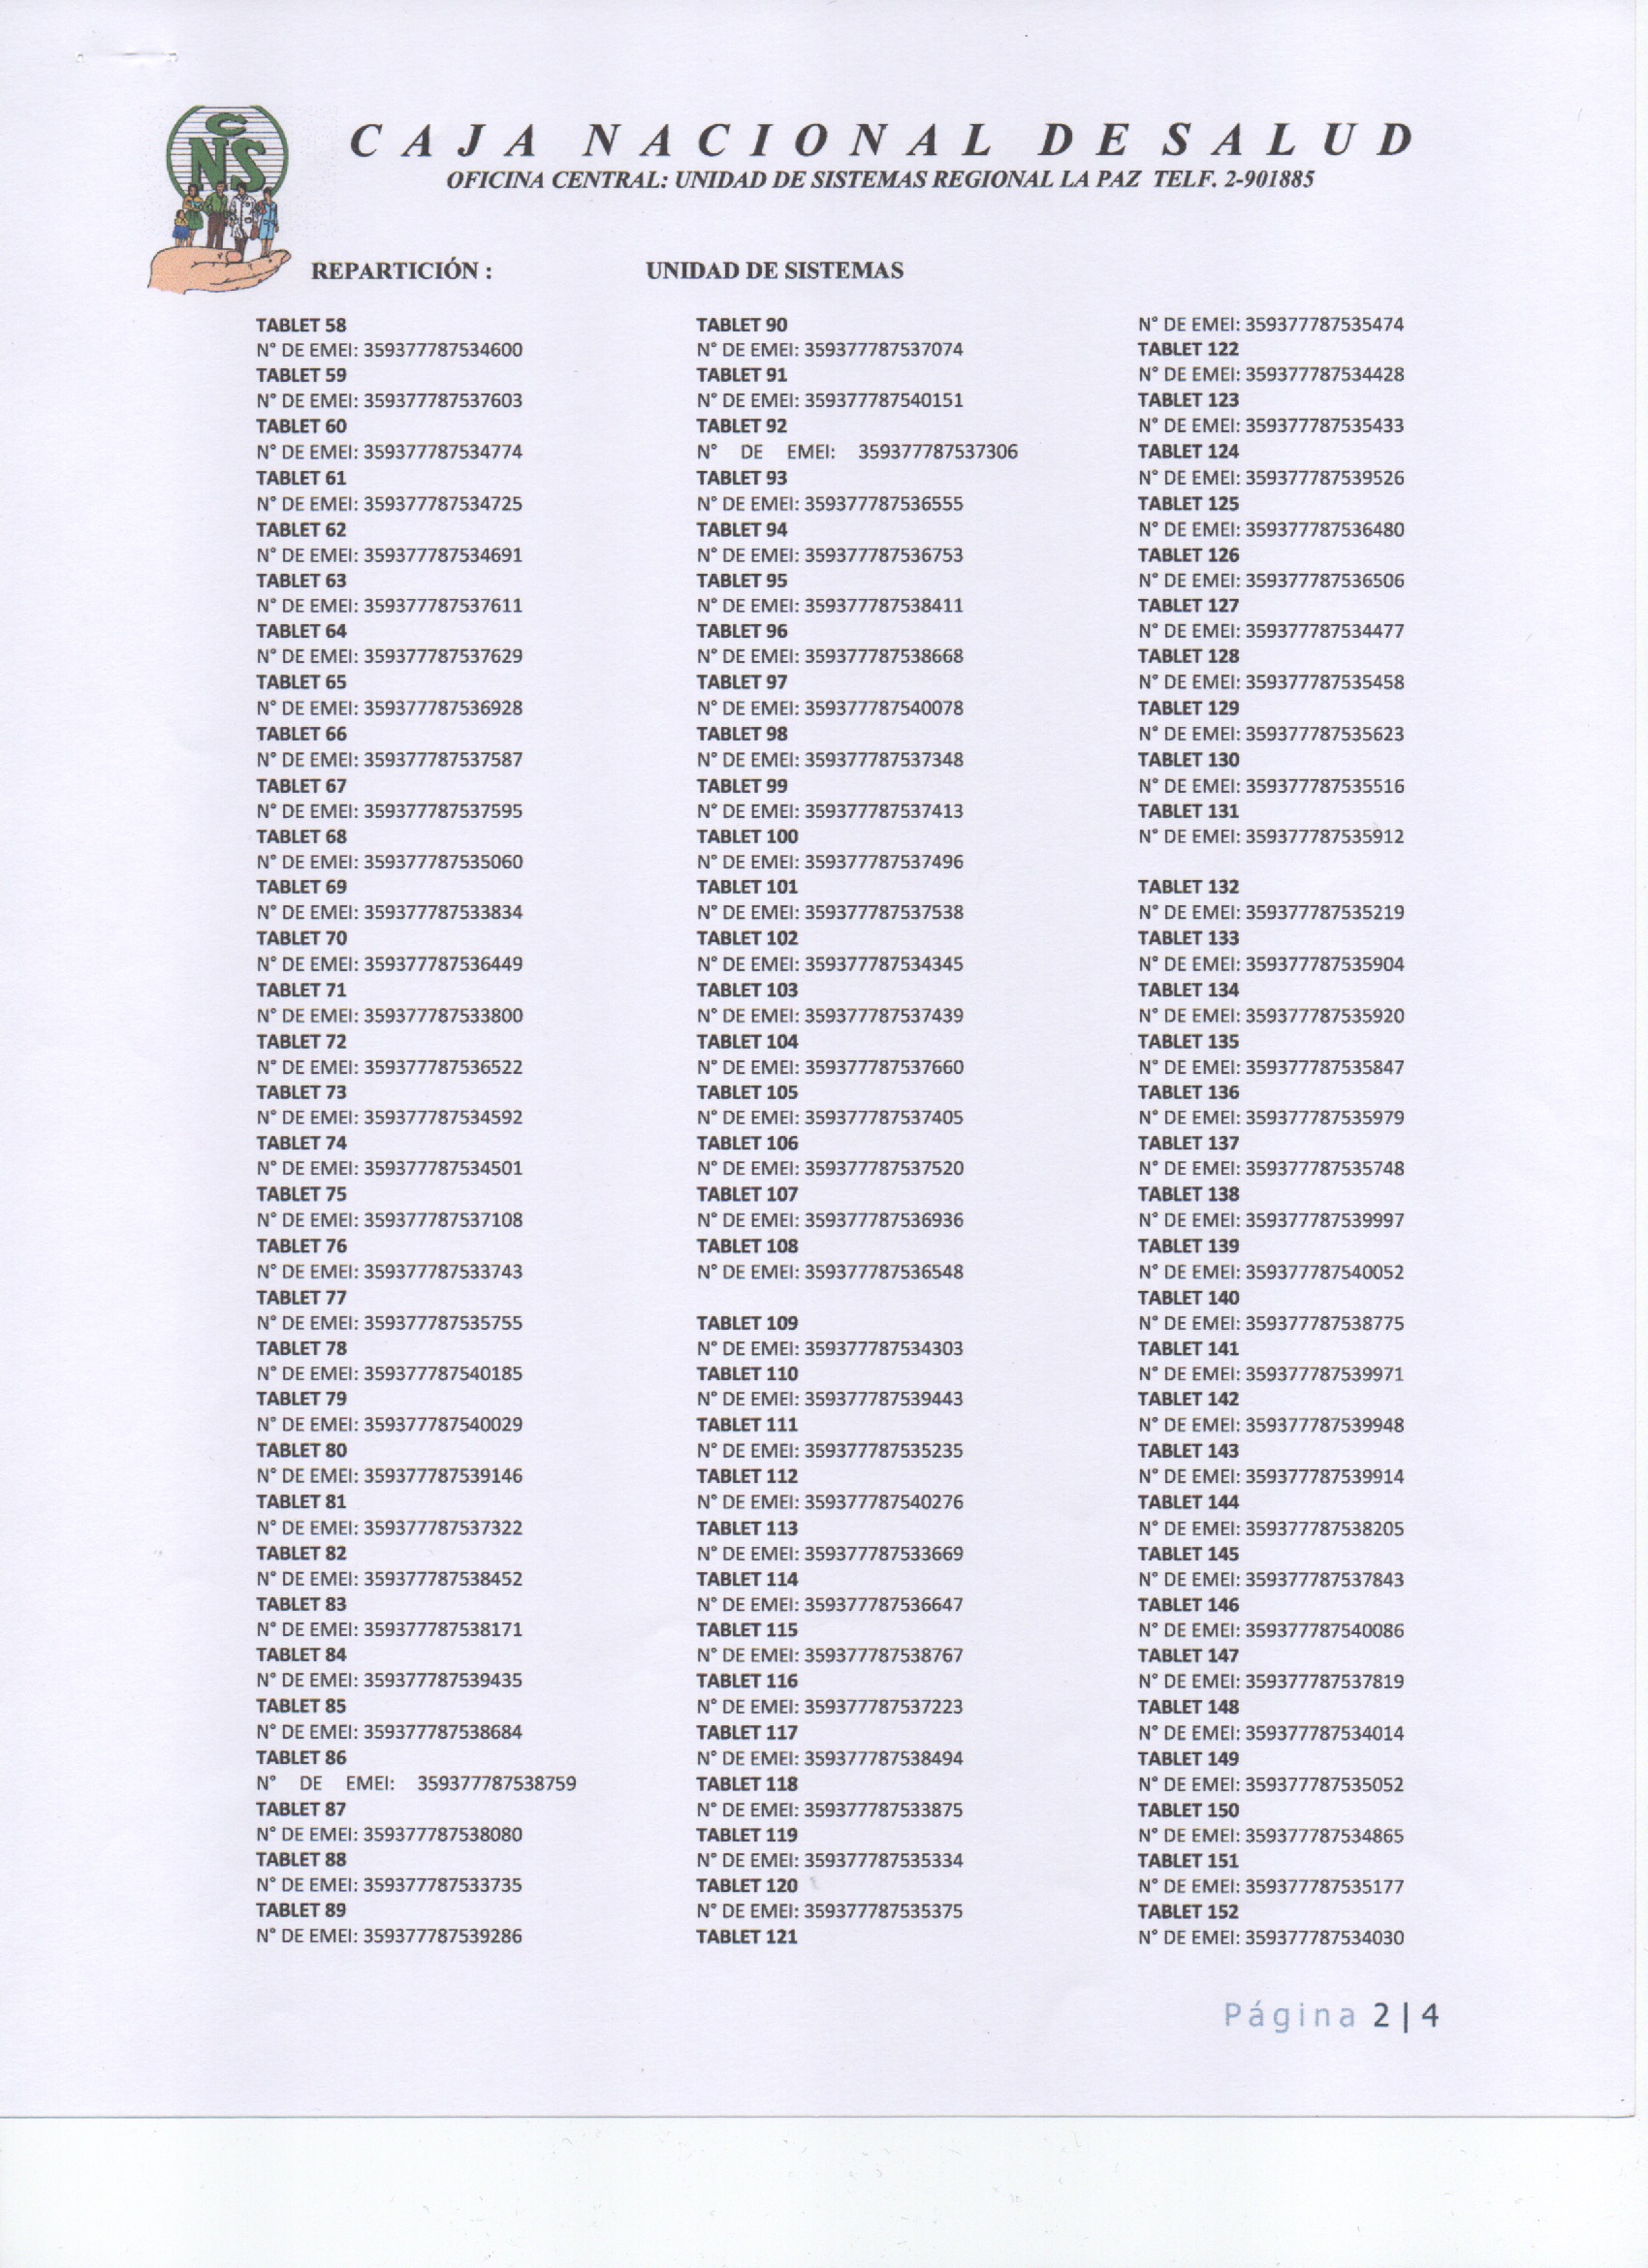 CNS
CAJA NACIONAL DE SALUD
OFICINA CENTRAL: UNIDAD DE SISTEMAS REGIONAL LA PAZ TELF. 2-901885
REPARTICIÓN : UNIDAD DE SISTEMAS
TABLET 58
N° DE EMEI: 359377787534600
TABLET 59
N° DE EMEI: 359377787537603
TABLET 60
N° DE EMEI: 359377787534774
TABLET 61
N° DE EMEI: 359377787534725
TABLET 62
N° DE EMEI: 359377787534691
TABLET 63
N° DE EMEI: 359377787537611
TABLET 64
N° DE EMEI: 359377787537629
TABLET 65
N° DE EMEI: 359377787536928
TABLET 66
N° DE EMEI: 359377787537587
TABLET 67
N° DE EMEI: 359377787537595
TABLET 68
N° DE EMEI: 359377787535060
TABLET 69
N° DE EMEI: 359377787533834
TABLET 70
N° DE EMEI: 359377787536449
TABLET 71
N° DE EMEI: 359377787533800
TABLET 72
N° DE EMEI: 359377787536522
TABLET 73
N° DE EMEI: 359377787534592
TABLET 74
N° DE EMEI: 359377787534501
TABLET 75
N° DE EMEI: 359377787537108
TABLET 76
N° DE EMEI: 359377787533743
TABLET 77
N° DE EMEI: 359377787535755
TABLET 78
N° DE EMEI: 359377787540185
TABLET 79
N° DE EMEI: 359377787540029
TABLET 80
N° DE EMEI: 359377787539146
TABLET 81
N° DE EMEI: 359377787537322
TABLET 82
N° DE EMEI: 359377787538452
TABLET 83
N° DE EMEI: 359377787538171
TABLET 84
N° DE EMEI: 359377787539435
TABLET 85
N° DE EMEI: 359377787538684
TABLET 86
N° DE EMEI: 359377787538759
TABLET 87
N° DE EMEI: 359377787538080
TABLET 88
N° DE EMEI: 359377787533735
TABLET 89
N° DE EMEI: 359377787539286
TABLET 90
N° DE EMEI: 359377787537074
TABLET 91
N° DE EMEI: 359377787540151
TABLET 92
N° DE EMEI: 359377787537306
TABLET 93
N° DE EMEI: 359377787536555
TABLET 94
N° DE EMEI: 359377787536753
TABLET 95
N° DE EMEI: 359377787538411
TABLET 96
N° DE EMEI: 359377787538668
TABLET 97
N° DE EMEI: 359377787540078
TABLET 98
N° DE EMEI: 359377787537348
TABLET 99
N° DE EMEI: 359377787537413
TABLET 100
N° DE EMEI: 359377787537496
TABLET 101
N° DE EMEI: 359377787537538
TABLET 102
N° DE EMEI: 359377787534345
TABLET 103
N° DE EMEI: 359377787537439
TABLET 104
N° DE EMEI: 359377787537660
TABLET 105
N° DE EMEI: 359377787537405
TABLET 106
N° DE EMEI: 359377787537520
TABLET 107
N° DE EMEI: 359377787536936
TABLET 108
N° DE EMEI: 359377787536548
TABLET 109
N° DE EMEI: 359377787534303
TABLET 110
N° DE EMEI: 359377787539443
TABLET 111
N° DE EMEI: 359377787535235
TABLET 112
N° DE EMEI: 359377787540276
TABLET 113
N° DE EMEI: 359377787533669
TABLET 114
N° DE EMEI: 359377787536647
TABLET 115
N° DE EMEI: 359377787538767
TABLET 116
N° DE EMEI: 359377787537223
TABLET 117
N° DE EMEI: 359377787538494
TABLET 118
N° DE EMEI: 359377787533875
TABLET 119
N° DE EMEI: 359377787535334
TABLET 120
N° DE EMEI: 359377787535375
TABLET 121
N° DE EMEI: 359377787535474
TABLET 122
N° DE EMEI: 359377787534428
TABLET 123
N° DE EMEI: 359377787535433
TABLET 124
N° DE EMEI: 359377787539526
TABLET 125
N° DE EMEI: 359377787536480
TABLET 126
N° DE EMEI: 359377787536506
TABLET 127
N° DE EMEI: 359377787534477
TABLET 128
N° DE EMEI: 359377787535458
TABLET 129
N° DE EMEI: 359377787535623
TABLET 130
N° DE EMEI: 359377787535516
TABLET 131
N° DE EMEI: 359377787535912
TABLET 132
N° DE EMEI: 359377787535219
TABLET 133
N° DE EMEI: 359377787535904
TABLET 134
N° DE EMEI: 359377787535920
TABLET 135
N° DE EMEI: 359377787535847
TABLET 136
N° DE EMEI: 359377787535979
TABLET 137
N° DE EMEI: 359377787535748
TABLET 138
N° DE EMEI: 359377787539997
TABLET 139
N° DE EMEI: 359377787540052
TABLET 140
N° DE EMEI: 359377787538775
TABLET 141
N° DE EMEI: 359377787539971
TABLET 142
N° DE EMEI: 359377787539948
TABLET 143
N° DE EMEI: 359377787539914
TABLET 144
N° DE EMEI: 359377787538205
TABLET 145
N° DE EMEI: 359377787537843
TABLET 146
N° DE EMEI: 359377787540086
TABLET 147
N° DE EMEI: 359377787537819
TABLET 148
N° DE EMEI: 359377787534014
TABLET 149
N° DE EMEI: 359377787535052
TABLET 150
N° DE EMEI: 359377787534865
TABLET 151
N° DE EMEI: 359377787535177
TABLET 152
N° DE EMEI: 359377787534030
Página 2 | 4